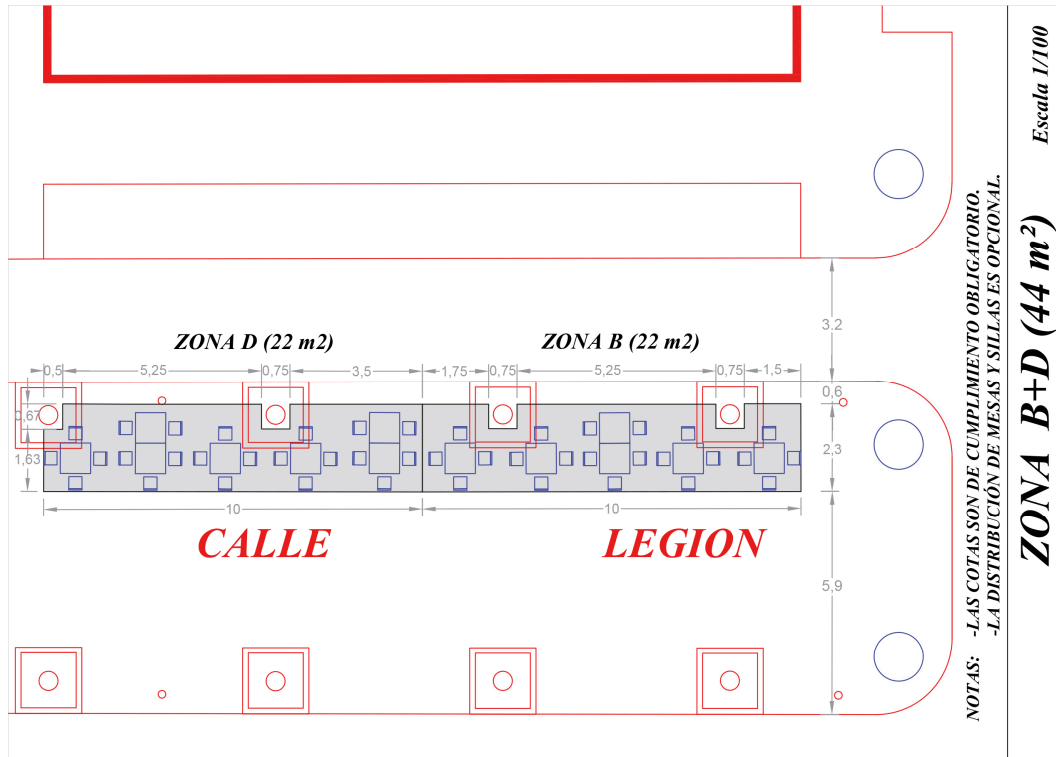 ZONA D (22 m2)
ZONA B (22 m2)
0,5
5,25
0,75
3,5
1,75
0,75
5,25
0,75
1,5
3.2
0,6
0,67
1,63
2,3
10
10
CALLE
LEGION
5,9
NOTAS: -LAS COTAS SON DE CUMPLIMIENTO OBLIGATORIO.
-LA DISTRIBUCIÓN DE MESAS Y SILLAS ES OPCIONAL.
ZONA B+D (44 m²)
Escala 1/100